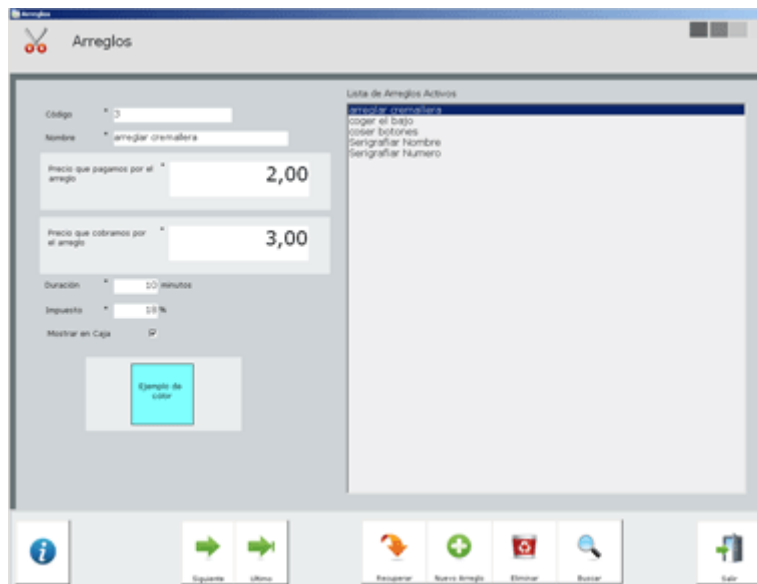 Arreglos
Arreglos
Lista de Arreglos Activos
Código * 3
Nombre * arreglar cremallera
Precio que pagamos por el arreglo * 2,00
Precio que cobramos por el arreglo * 3,00
Duración * 10 minutos
Impuesto * 18 %
Mostrar en Caja
Ejemplo de
color
arreglar cremallera
coger el bajo
coser botones
Serigrafiar Nombre
Serigrafiar Numero
Siguiente
Ultimo
Recuperar
Nuevo Arreglo
Eliminar
Buscar
Salir